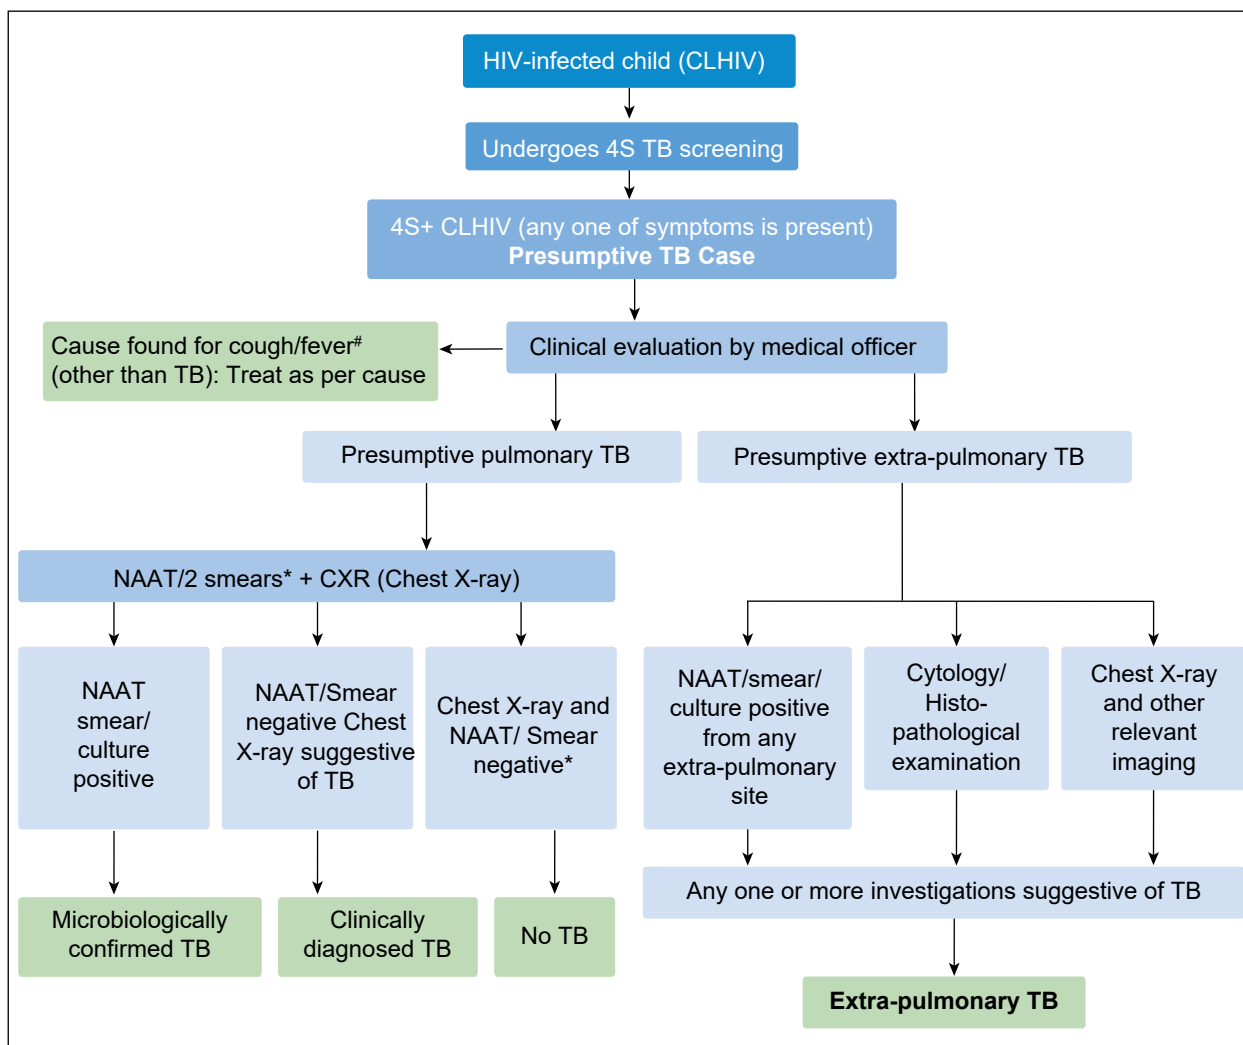 HIV-infected child (CLHIV)
Undergoes 4S TB screening
4S+ CLHIV (any one of symptoms is present)
Presumptive TB Case
Cause found for cough/fever#
(other than TB): Treat as per cause
Clinical evaluation by medical officer
Presumptive pulmonary TB
Presumptive extra-pulmonary TB
NAAT/2 smears* + CXR (Chest X-ray)
NAAT
smear/
culture
positive
NAAT/Smear
negative Chest
X-ray suggestive
of TB
Chest X-ray and
NAAT/ Smear
negative*
NAAT/smear/
culture positive
from any
extra-pulmonary
site
Cytology/
Histo-
pathological
examination
Chest X-ray
and other
relevant
imaging
Any one or more investigations suggestive of TB
Microbiologically
confirmed TB
Clinically
diagnosed TB
No TB
Extra-pulmonary TB